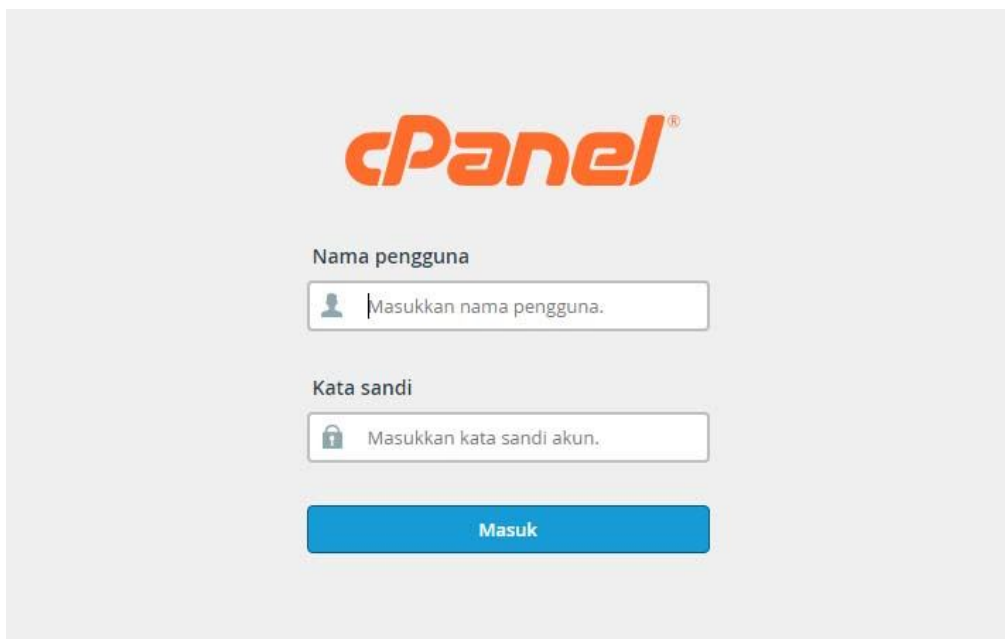 cPanel®
Nama pengguna
Masukkan nama pengguna.
Kata sandi
Masukkan kata sandi akun.
Masuk